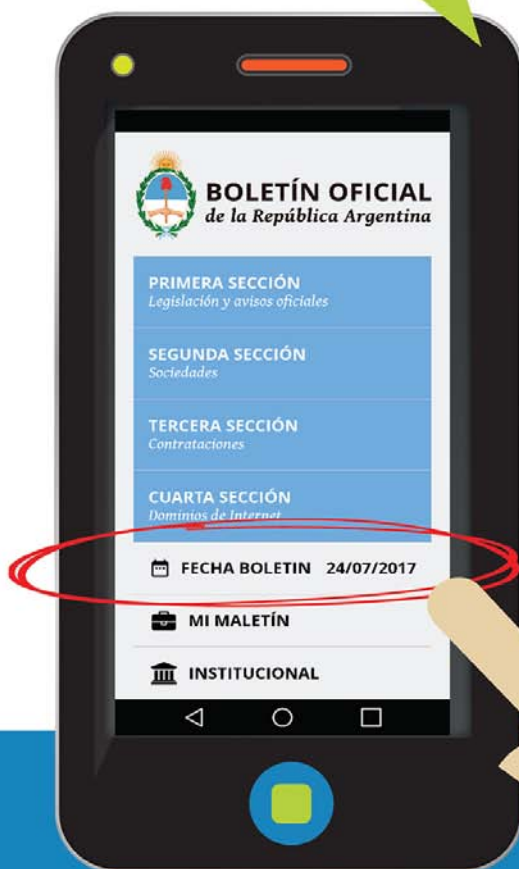 BOLETÍN OFICIAL
de la República Argentina
PRIMERA SECCIÓN
Legislación y avisos oficiales
SEGUNDA SECCIÓN
Sociedades
TERCERA SECCIÓN
Contrataciones
CUARTA SECCIÓN
Dominios de Internet
FECHA BOLETIN 24/07/2017
MI MALETÍN
INSTITUCIONAL